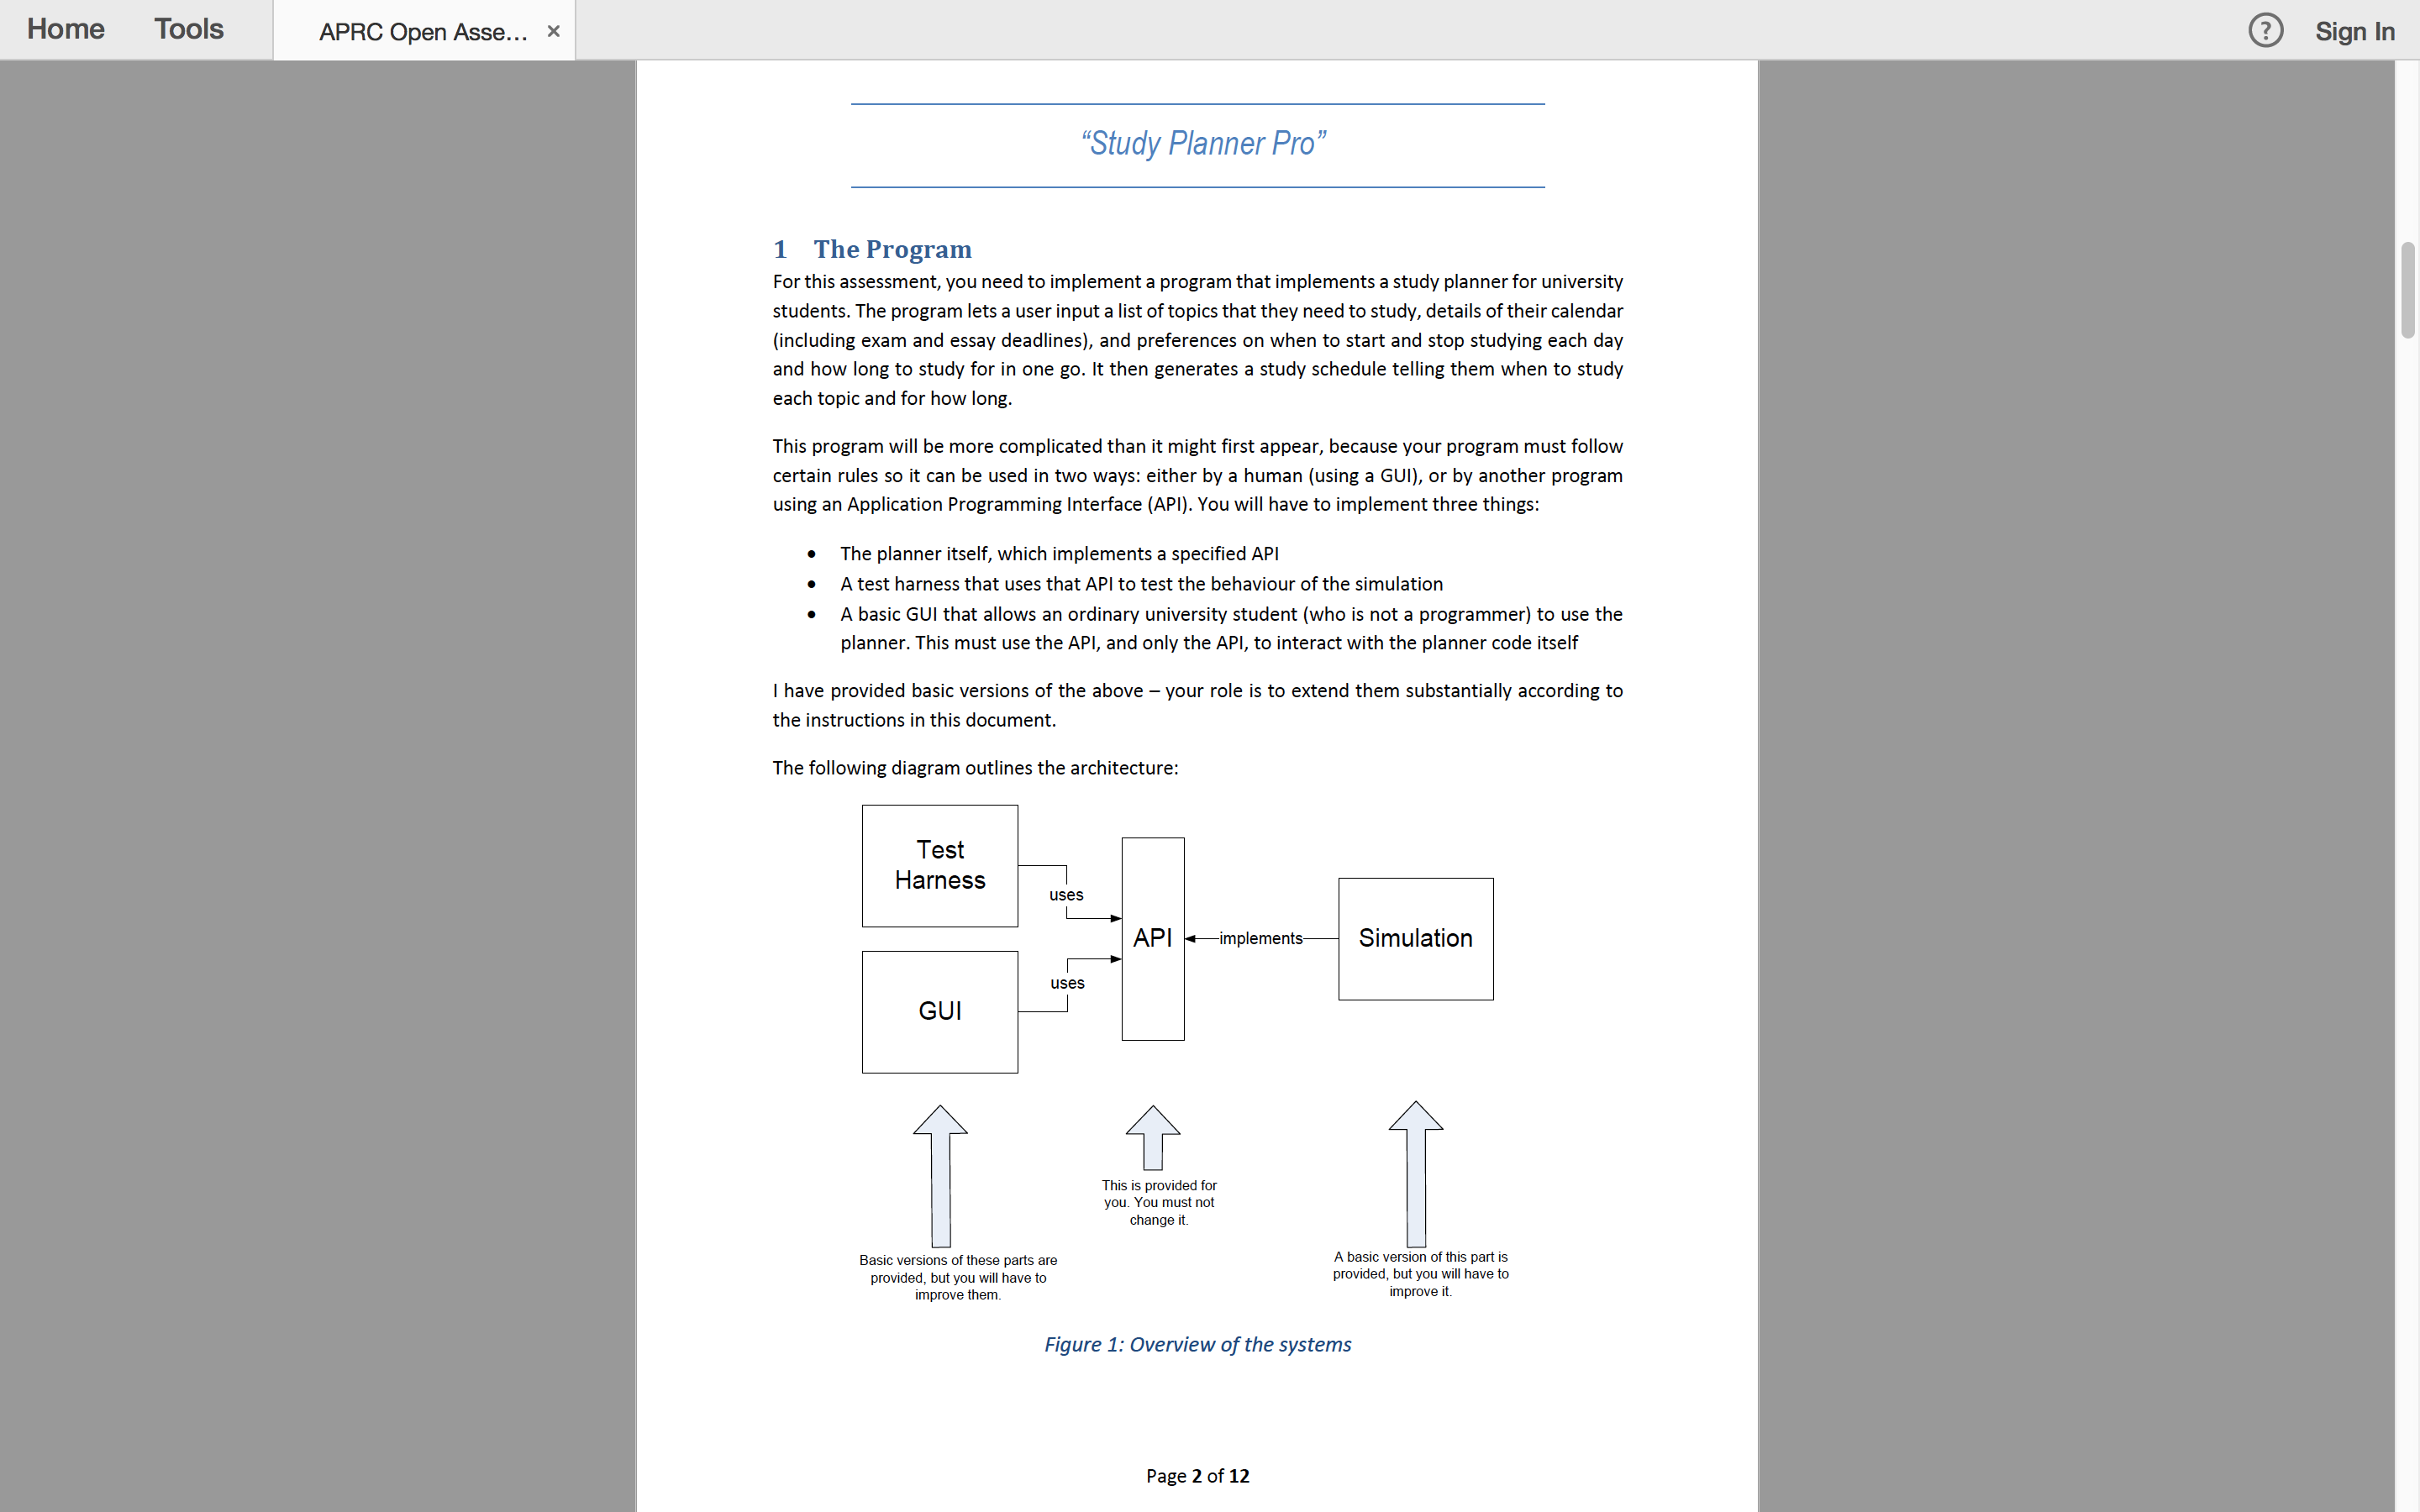 Home Tools APRC Open Asse... × ? Sign In
“Study Planner Pro”
1 The Program
For this assessment, you need to implement a program that implements a study planner for university
students. The program lets a user input a list of topics that they need to study, details of their calendar
(including exam and essay deadlines), and preferences on when to start and stop studying each day
and how long to study for in one go. It then generates a study schedule telling them when to study
each topic and for how long.
This program will be more complicated than it might first appear, because your program must follow
certain rules so it can be used in two ways: either by a human (using a GUI), or by another program
using an Application Programming Interface (API). You will have to implement three things:
• The planner itself, which implements a specified API
• A test harness that uses that API to test the behaviour of the simulation
• A basic GUI that allows an ordinary university student (who is not a programmer) to use the
planner. This must use the API, and only the API, to interact with the planner code itself
I have provided basic versions of the above – your role is to extend them substantially according to
the instructions in this document.
The following diagram outlines the architecture:
Test
Harness
uses
API
implements
Simulation
uses
GUI
This is provided for
you. You must not
change it.
Basic versions of these parts are
provided, but you will have to
improve them.
A basic version of this part is
provided, but you will have to
improve it.
Figure 1: Overview of the systems
Page 2 of 12